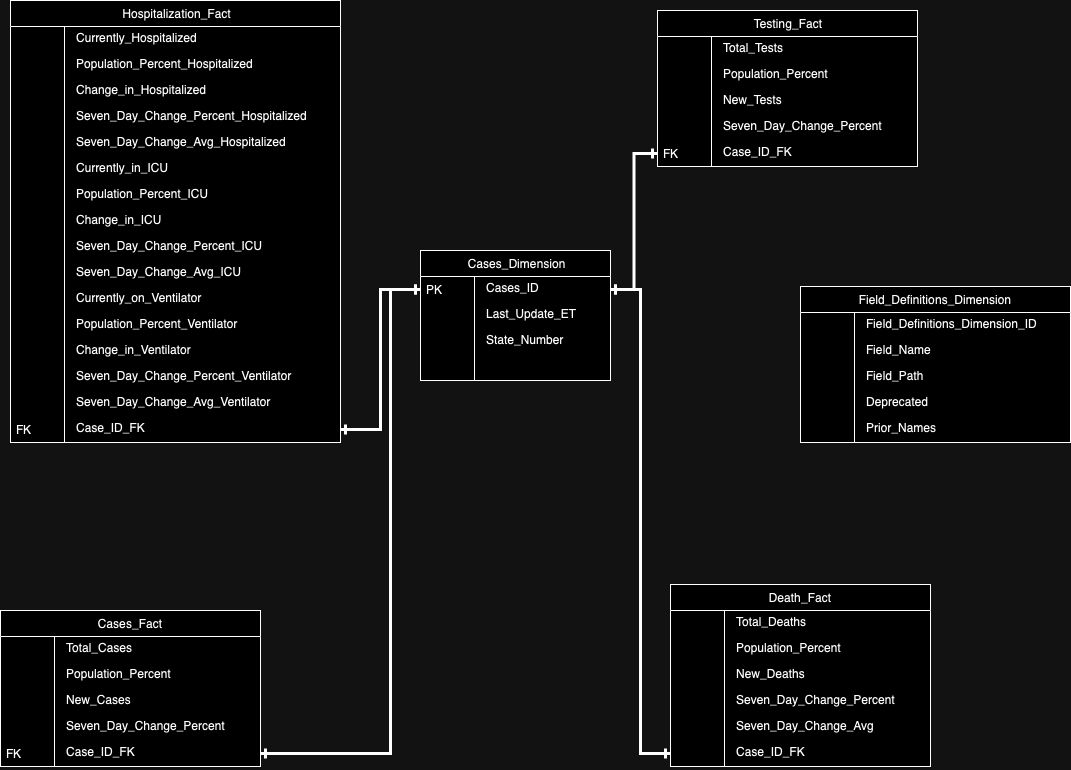 Hospitalization_Fact
Currently_Hospitalized
Population_Percent_Hospitalized
Change_in_Hospitalized
Seven_Day_Change_Percent_Hospitalized
Seven_Day_Change_Avg_Hospitalized
Currently_in_ICU
Population_Percent_ICU
Change_in_ICU
Seven_Day_Change_Percent_ICU
Seven_Day_Change_Avg_ICU
Currently_on_Ventilator
Population_Percent_Ventilator
Change_in_Ventilator
Seven_Day_Change_Percent_Ventilator
Seven_Day_Change_Avg_Ventilator
FK Case_ID_FK
Testing_Fact
Total_Tests
Population_Percent
New_Tests
Seven_Day_Change_Percent
FK Case_ID_FK
Cases_Dimension
PK Cases_ID
Last_Update_ET
State_Number
Field_Definitions_Dimension
Field_Definitions_Dimension_ID
Field_Name
Field_Path
Deprecated
Prior_Names
Cases_Fact
Total_Cases
Population_Percent
New_Cases
Seven_Day_Change_Percent
FK Case_ID_FK
Death_Fact
Total_Deaths
Population_Percent
New_Deaths
Seven_Day_Change_Percent
Seven_Day_Change_Avg
Case_ID_FK